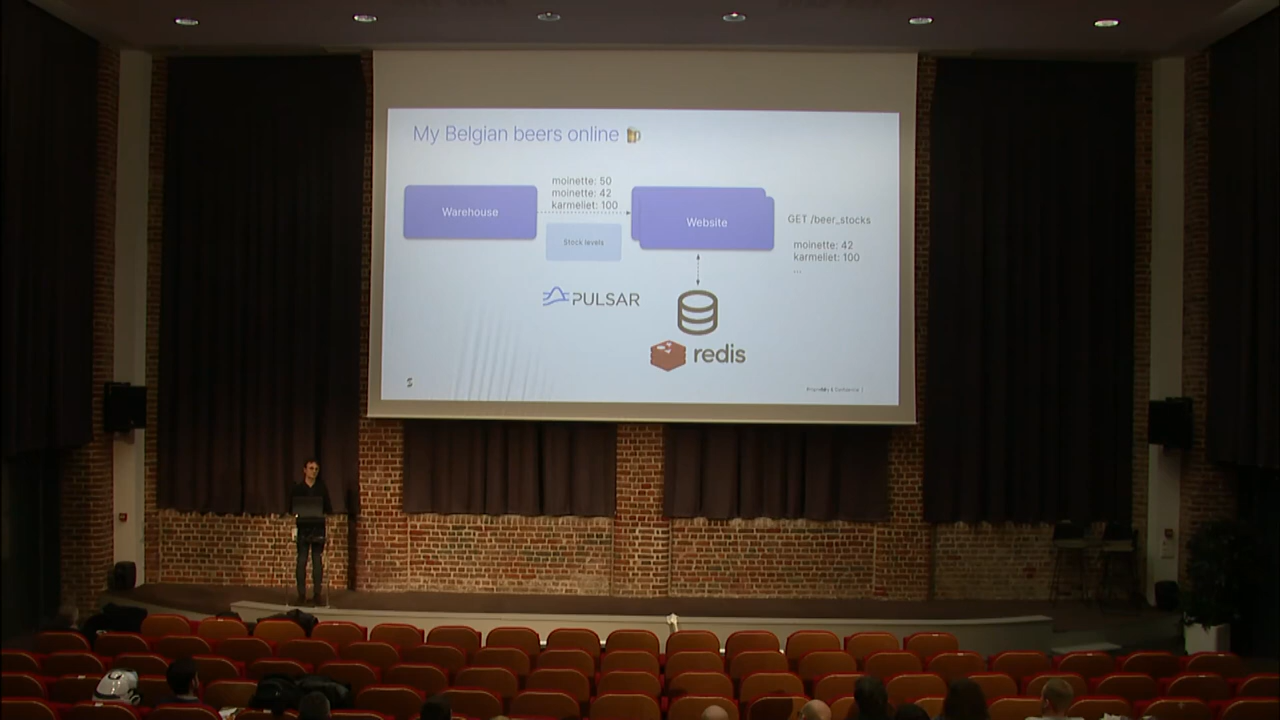 My Belgian beers online
Warehouse
moinette: 50
moinette: 42
karmeliet: 100
Stock levels
Website
GET /beer_stocks
moinette: 42
karmeliet: 100
...
PULSAR
redis